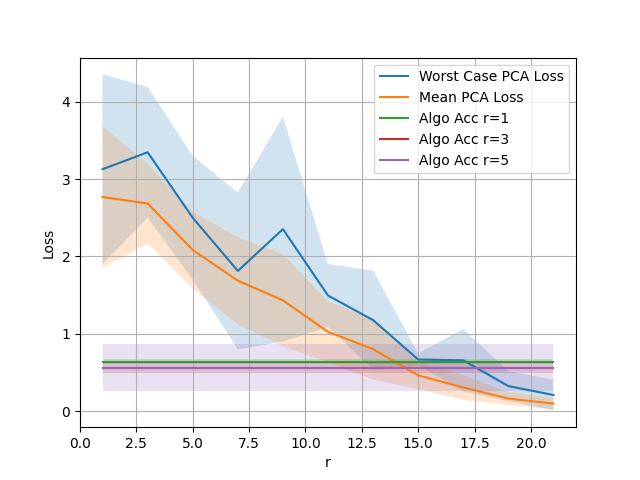 Worst Case PCA Loss
Mean PCA Loss
Algo Acc r=1
Algo Acc r=3
Algo Acc r=5
Loss
4
3
2
1
0
0.0 2.5 5.0 7.5 10.0 12.5 15.0 17.5 20.0
r